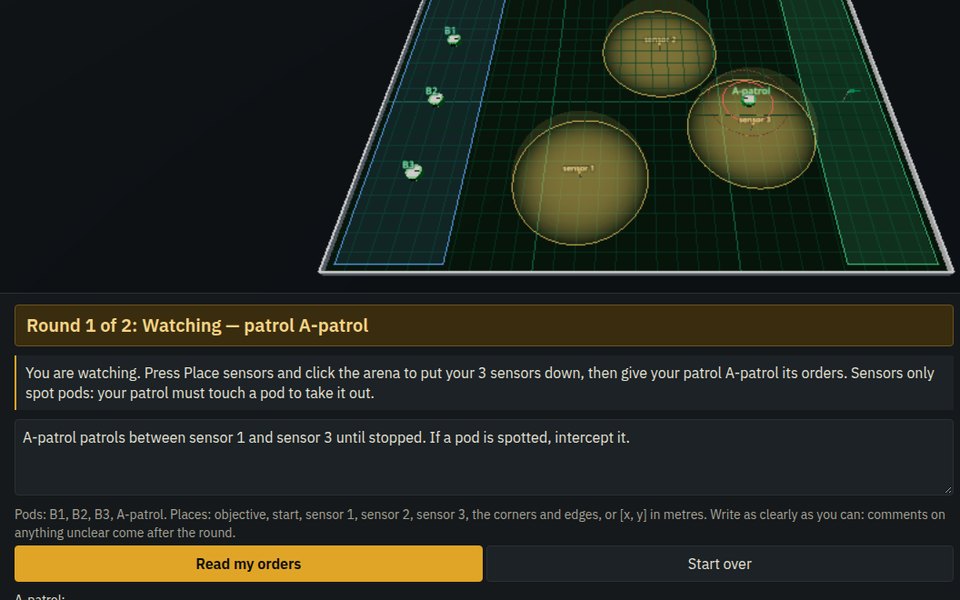 B1
sensor 2
B2
A-patrol
sensor 3
B3
sensor 1
Round 1 of 2: Watching — patrol A-patrol
You are watching. Press Place sensors and click the arena to put your 3 sensors down, then give your patrol A-patrol its orders. Sensors only
spot pods: your patrol must touch a pod to take it out.
A-patrol patrols between sensor 1 and sensor 3 until stopped. If a pod is spotted, intercept it.
Pods: B1, B2, B3, A-patrol. Places: objective, start, sensor 1, sensor 2, sensor 3, the corners and edges, or [x, y] in metres. Write as clearly as you can: comments on
anything unclear come after the round.
Read my orders
Start over
A-patrol: